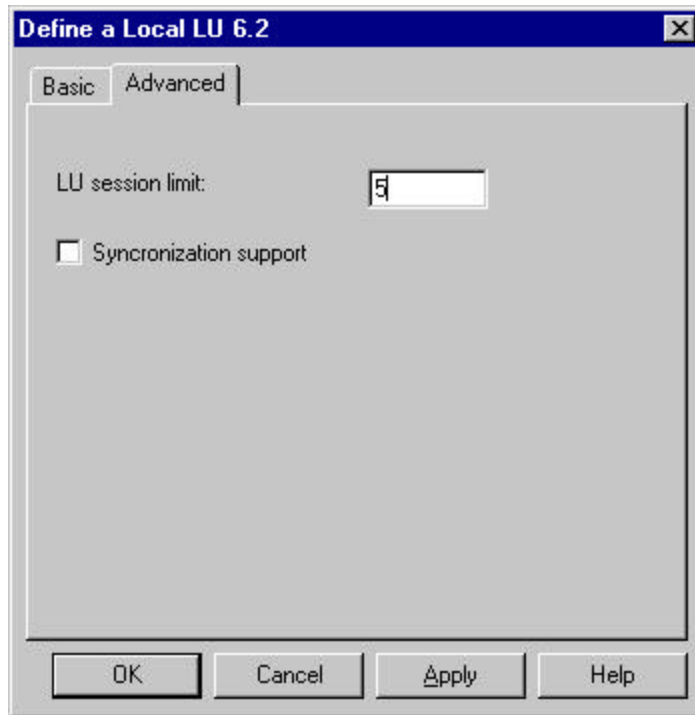 Define a Local LU 6.2
Basic Advanced
LU session limit: 5
Syncronization support
OK Cancel Apply Help